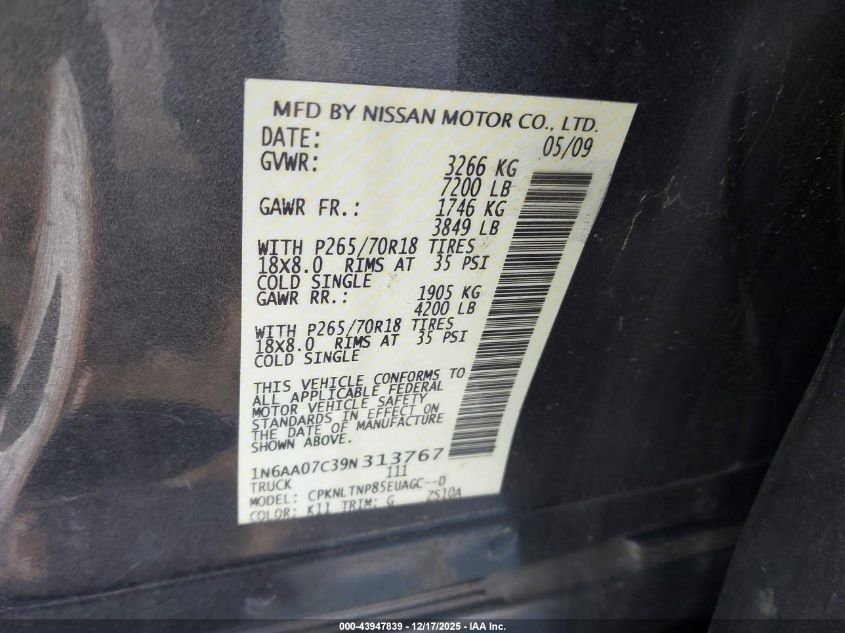 MFD BY NISSAN MOTOR CO., LTD.
DATE: 05/09
GVWR: 3266 KG
7200 LB
GAWR FR.: 1746 KG
3849 LB
WITH P265/70R18 TIRES
18X8.0 RIMS AT 35 PSI
COLD SINGLE
GAWR RR.: 1905 KG
4200 LB
WITH P265/70R18 TIRES
18X8.0 RIMS AT 35 PSI
COLD SINGLE
THIS VEHICLE CONFORMS TO
ALL APPLICABLE FEDERAL
MOTOR VEHICLE SAFETY
STANDARDS IN EFFECT ON
THE DATE OF MANUFACTURE
SHOWN ABOVE.
1N6AA07C39N313767
TRUCK 111
MODEL: CPKNLTNP85EUAGC--D
COLOR: K11 TRIM: G ZS10A
000-43947839 - 12/17/2025 - IAA Inc.